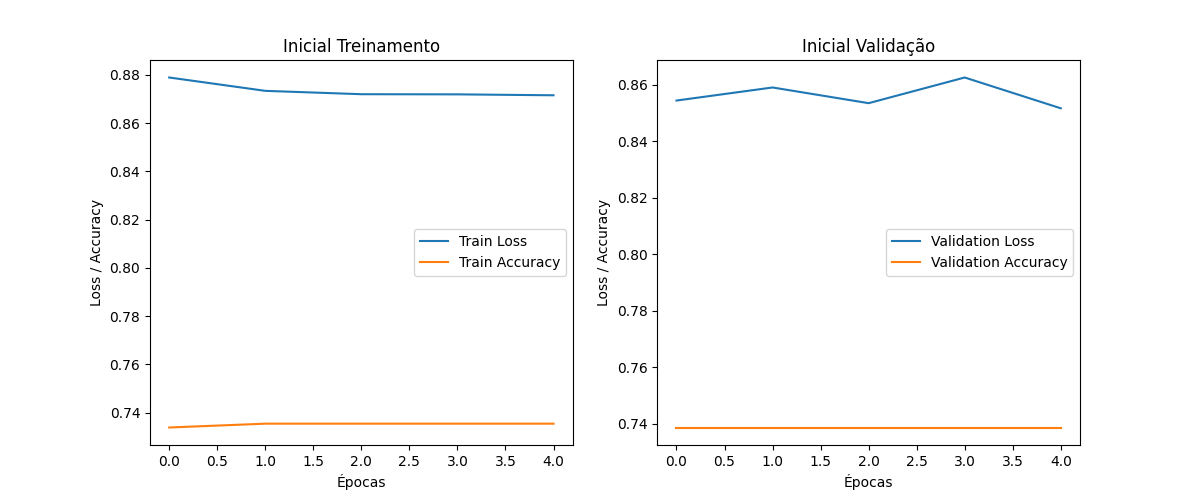 Inicial Treinamento
Loss / Accuracy
0.88
0.86
0.84
0.82
0.80
0.78
0.76
0.74
Train Loss
Train Accuracy
0.0 0.5 1.0 1.5 2.0 2.5 3.0 3.5 4.0
Épocas
Inicial Validação
Loss / Accuracy
0.86
0.84
0.82
0.80
0.78
0.76
0.74
Validation Loss
Validation Accuracy
0.0 0.5 1.0 1.5 2.0 2.5 3.0 3.5 4.0
Épocas